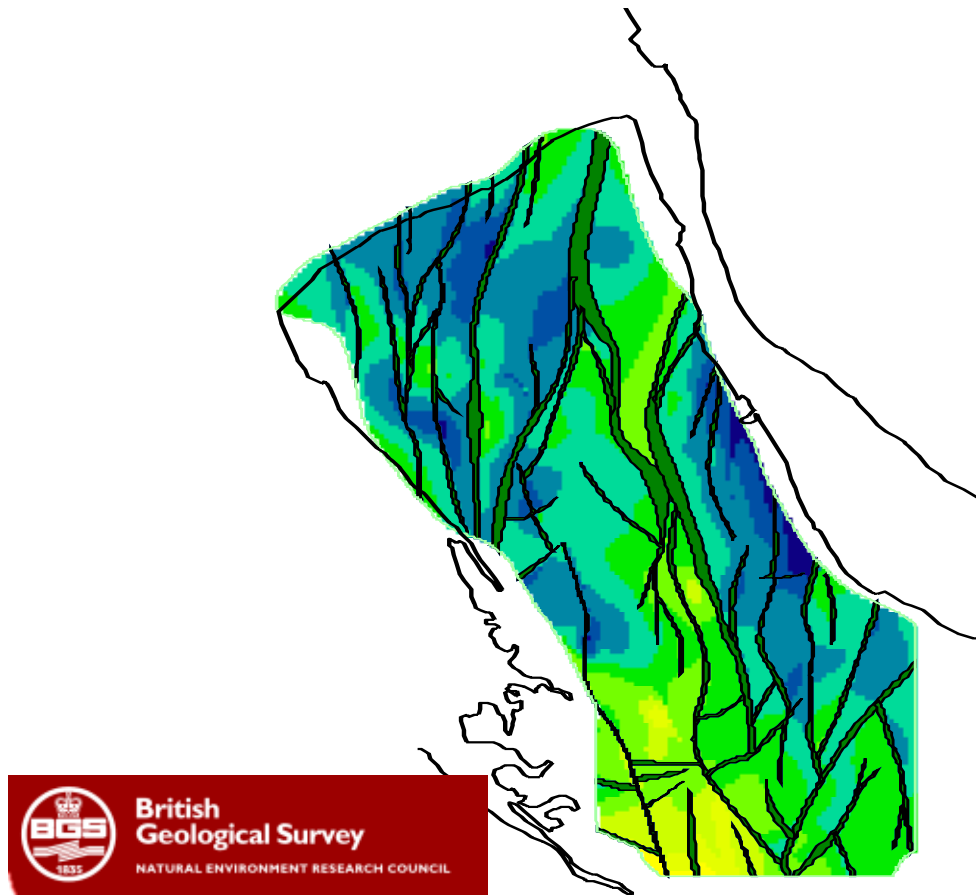 BGS
1835
British
Geological Survey
NATURAL ENVIRONMENT RESEARCH COUNCIL